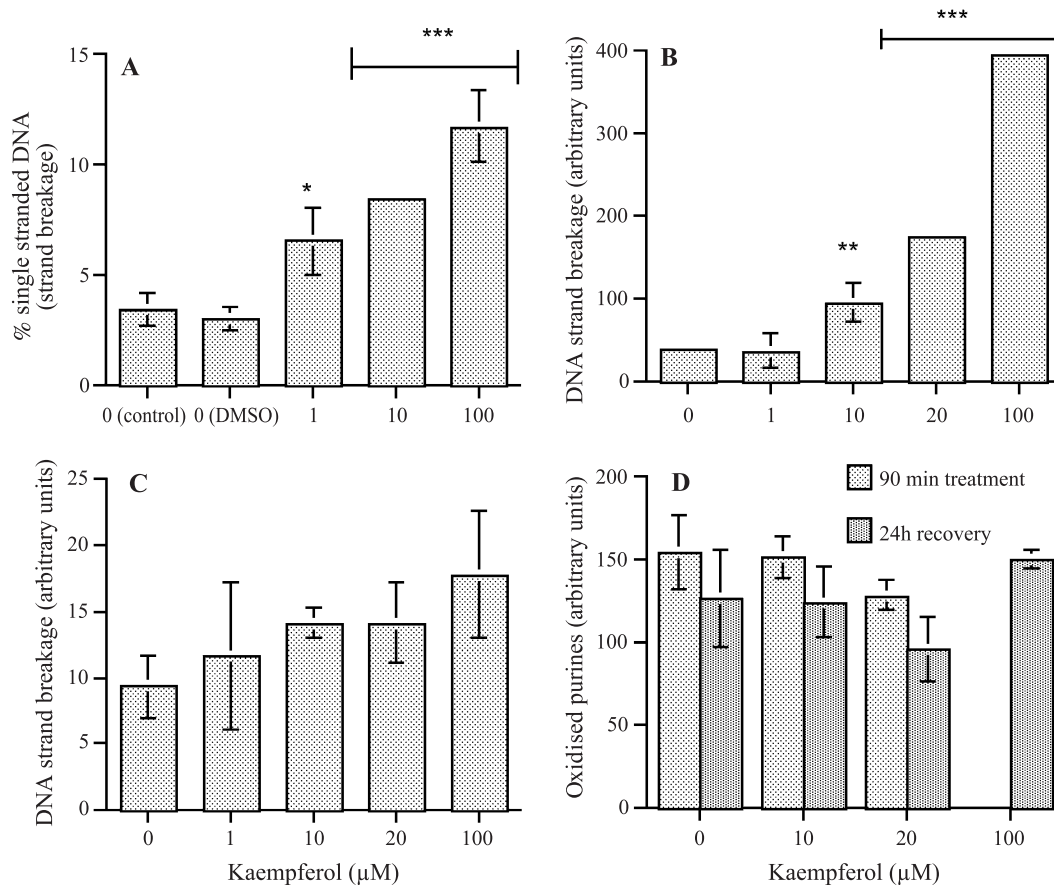 ***
A
15
10
5
0
*
% single stranded DNA
(strand breakage)
0 (control)
0 (DMSO)
1
10
100
***
B
400
300
200
100
0
**
DNA strand breakage (arbitrary units)
0
1
10
20
100
C
25
20
15
10
5
0
DNA strand breakage (arbitrary units)
0
1
10
20
100
Kaempferol (µM)
D
200
150
100
50
0
90 min treatment
24h recovery
Oxidised purines (arbitrary units)
0
10
20
100
Kaempferol (µM)